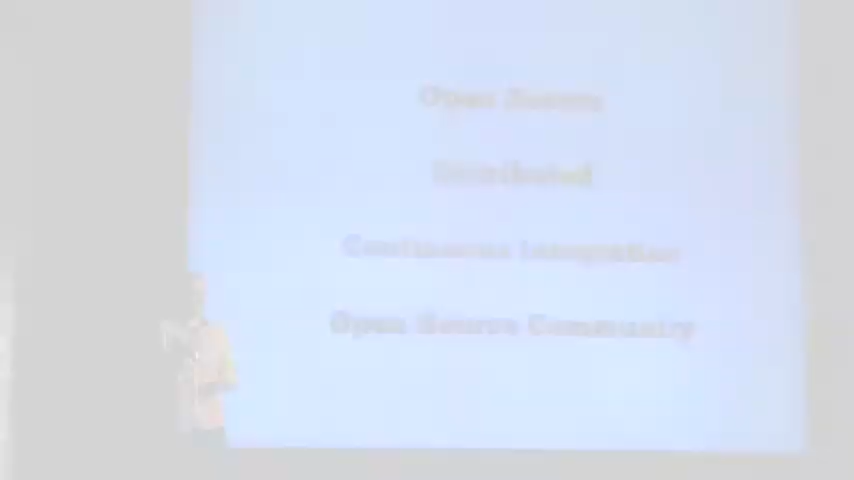 Open Source
Distributed
Continuous Integration
Open Source Community